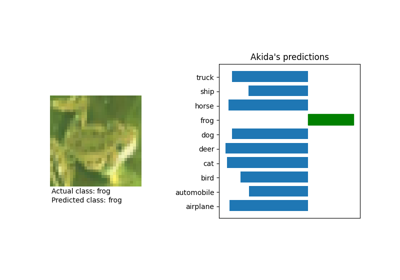 Akida's predictions
truck
ship
horse
frog
dog
deer
cat
bird
automobile
airplane
Actual class: frog
Predicted class: frog